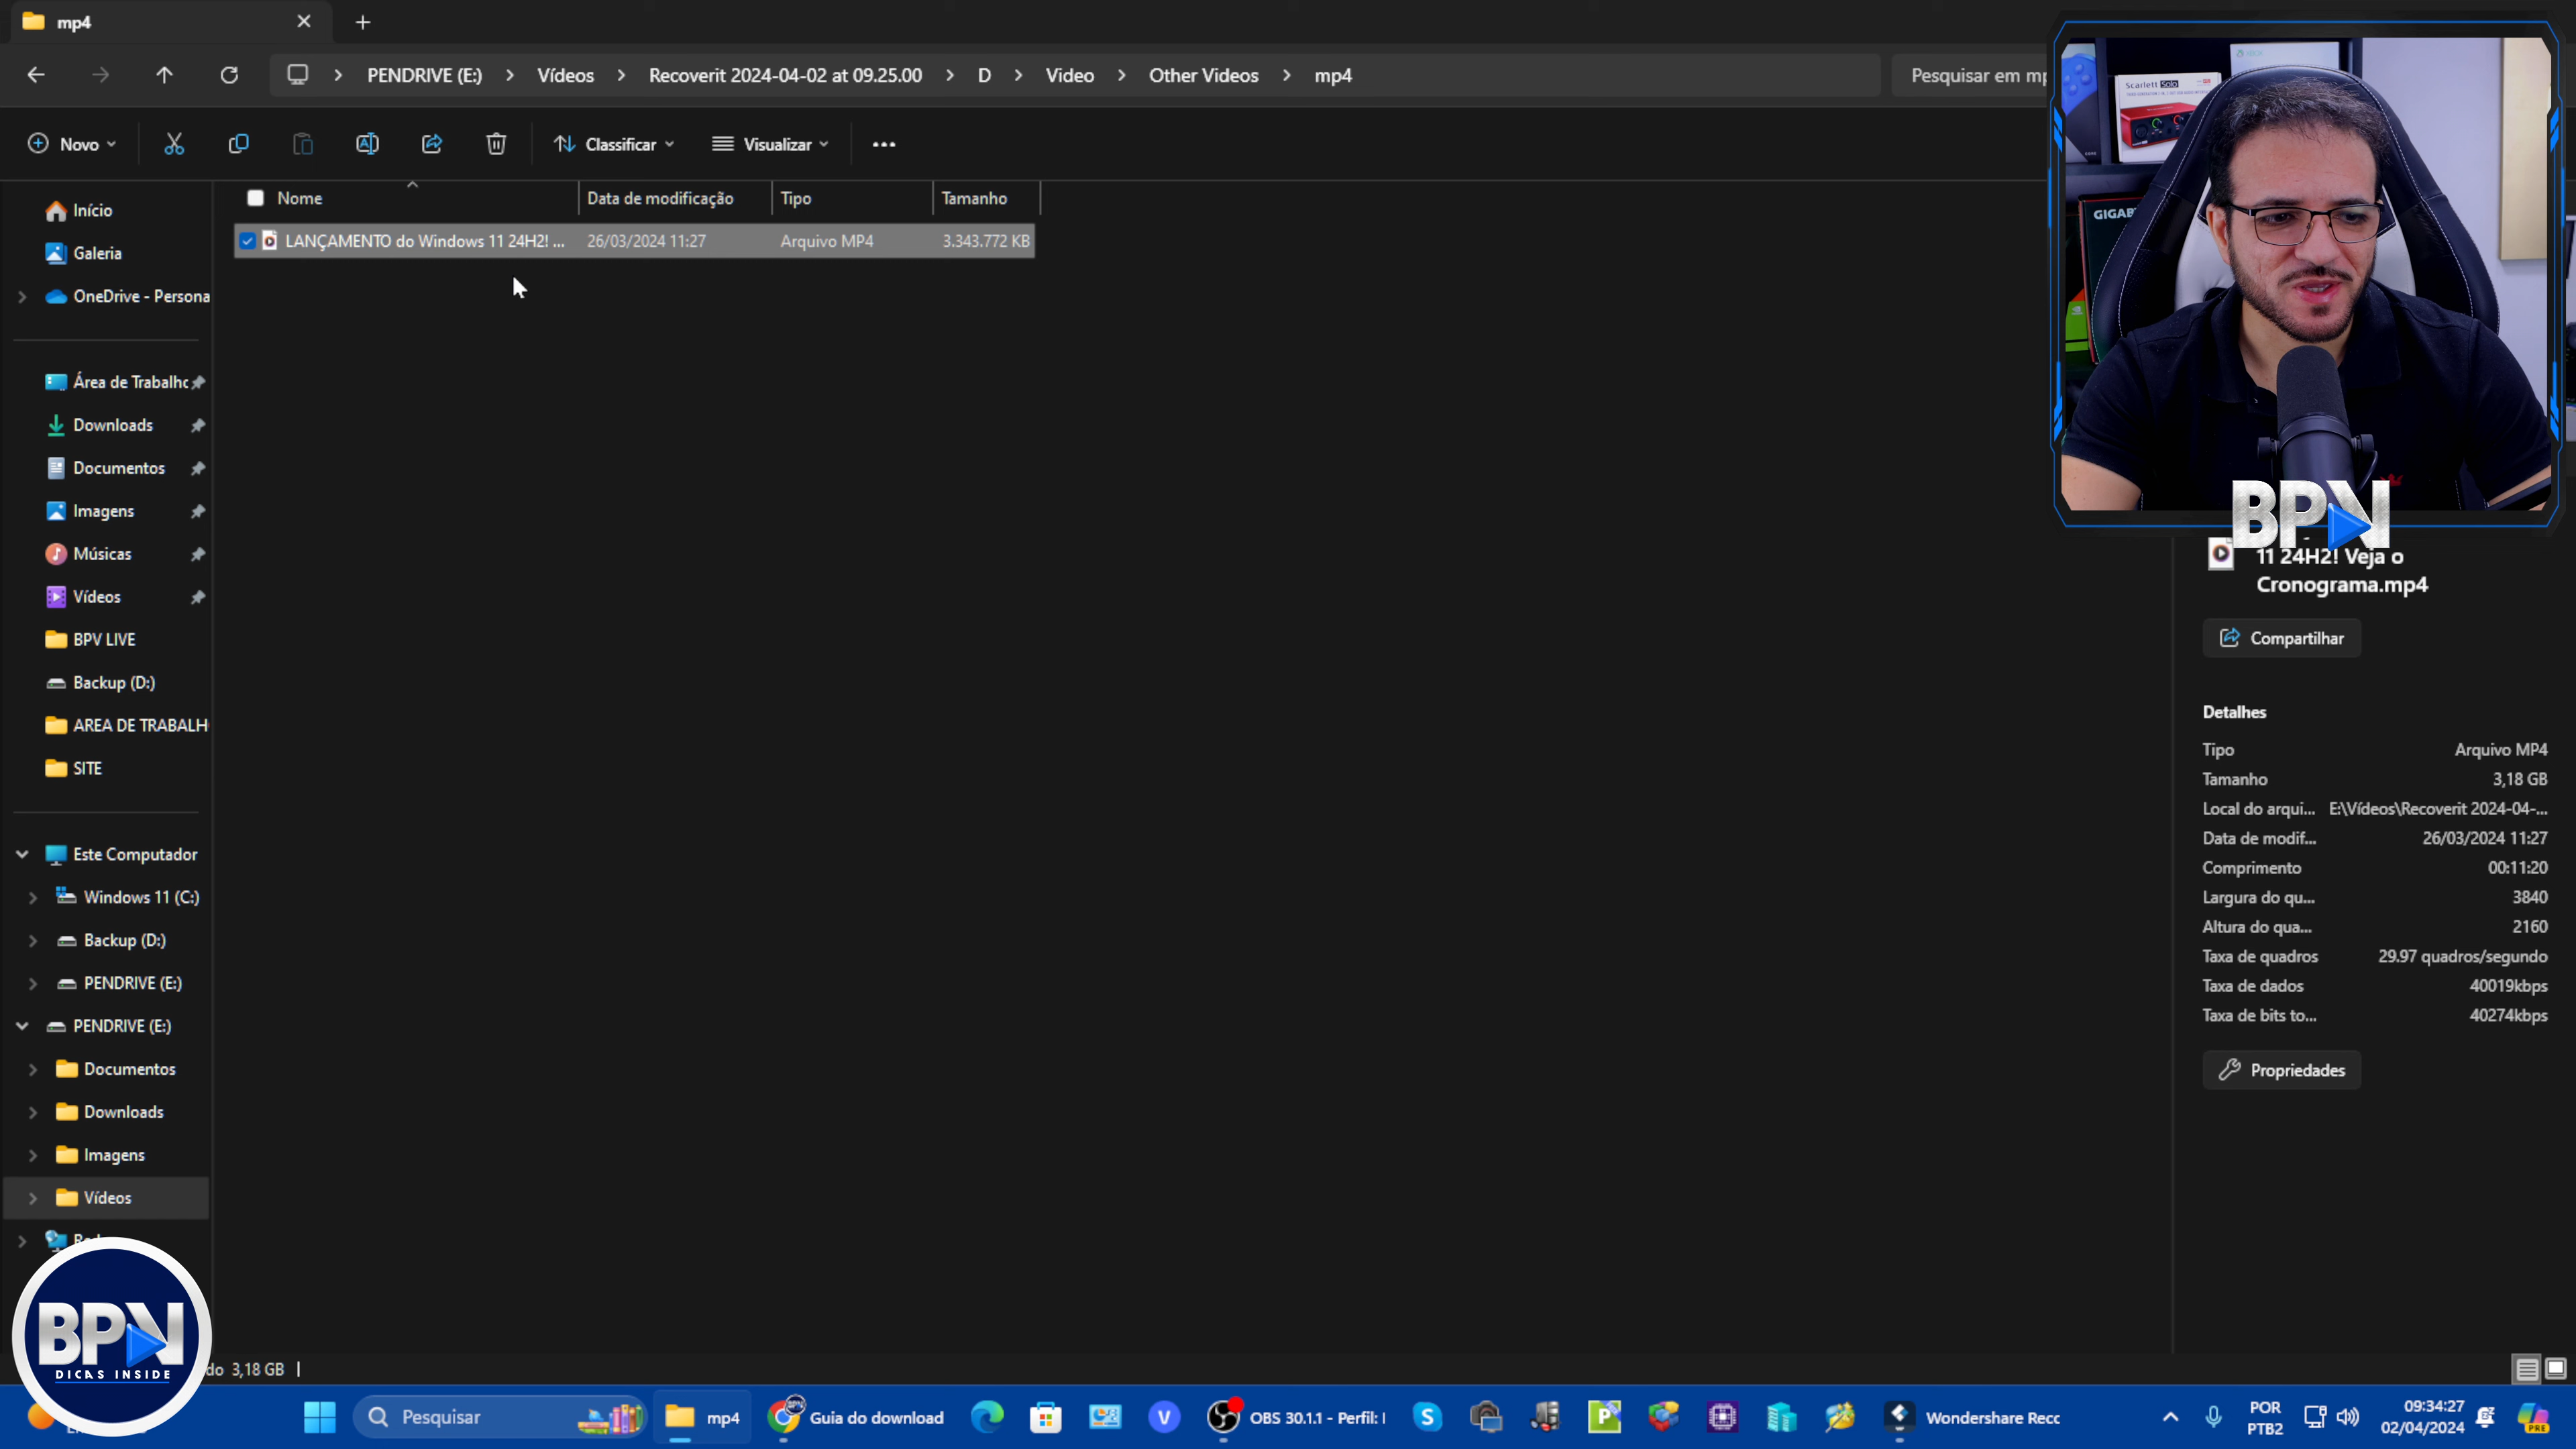 mp4
PENDRIVE (E:) > Vídeos > Recoverit 2024-04-02 at 09.25.00 > D > Video > Other Videos > mp4
Pesquisar em mp
Novo
Classificar
Visualizar
Nome
Data de modificação
Tipo
Tamanho
LANÇAMENTO do Windows 11 24H2! ...
26/03/2024 11:27
Arquivo MP4
3.343.772 KB
Início
Galeria
OneDrive - Persona
Área de Trabalho
Downloads
Documentos
Imagens
Músicas
Vídeos
BPV LIVE
Backup (D:)
AREA DE TRABALH
SITE
Este Computador
Windows 11 (C:)
Backup (D:)
PENDRIVE (E:)
PENDRIVE (E:)
Documentos
Downloads
Imagens
Vídeos
Scarlett Solo
GIGAB
BPV
11 24H2! Veja o
Cronograma.mp4
Compartilhar
Detalhes
Tipo Arquivo MP4
Tamanho 3,18 GB
Local do arqui... E:\Vídeos\Recoverit 2024-04-...
Data de modif... 26/03/2024 11:27
Comprimento 00:11:20
Largura do qu... 3840
Altura do qua... 2160
Taxa de quadros 29.97 quadros/segundo
Taxa de dados 40019kbps
Taxa de bits to... 40274kbps
Propriedades
BPV
DICAS INSIDE
do 3,18 GB
Pesquisar
mp4
Guia do download
OBS 30.1.1 - Perfil:
Wondershare Recc
POR
PTB2
09:34:27
02/04/2024
PRE